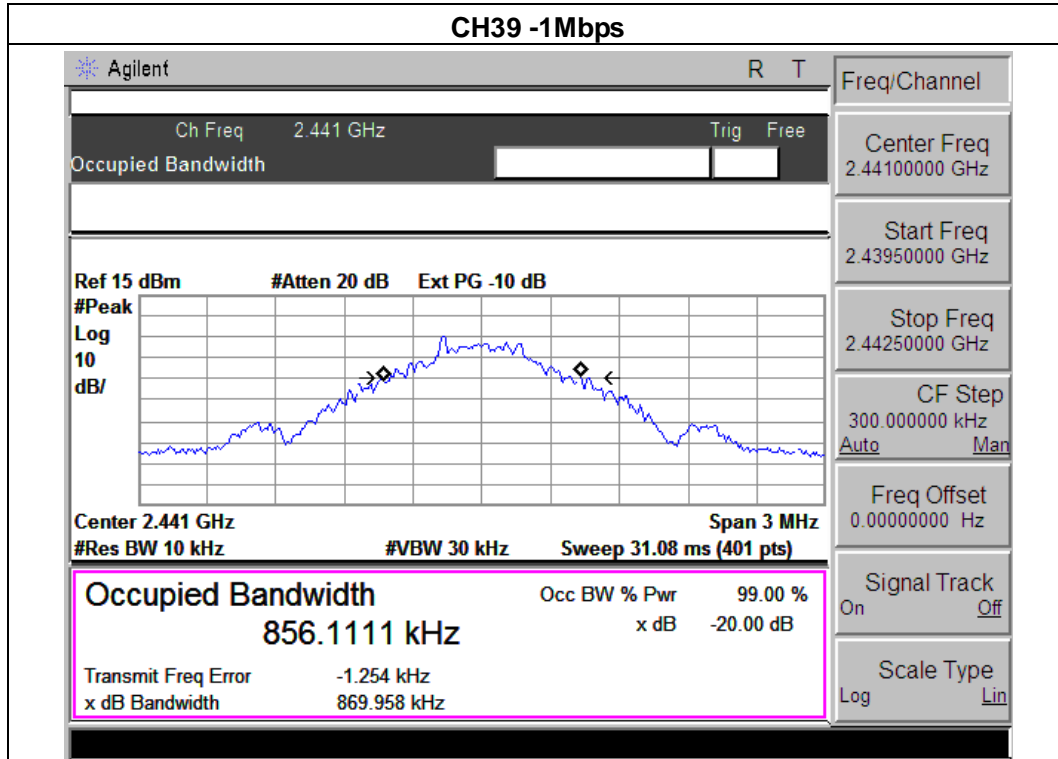 CH39 -1Mbps
Agilent R T
Ch Freq 2.441 GHz Trig Free
Occupied Bandwidth
Ref 15 dBm #Atten 20 dB Ext PG -10 dB
#Peak
Log
10
dB/
Center 2.441 GHz Span 3 MHz
#Res BW 10 kHz #VBW 30 kHz Sweep 31.08 ms (401 pts)
Occupied Bandwidth Occ BW % Pwr 99.00 %
856.1111 kHz x dB -20.00 dB
Transmit Freq Error -1.254 kHz
x dB Bandwidth 869.958 kHz
Freq/Channel
Center Freq
2.44100000 GHz
Start Freq
2.43950000 GHz
Stop Freq
2.44250000 GHz
CF Step
300.000000 kHz
Auto Man
Freq Offset
0.00000000 Hz
Signal Track
On Off
Scale Type
Log Lin